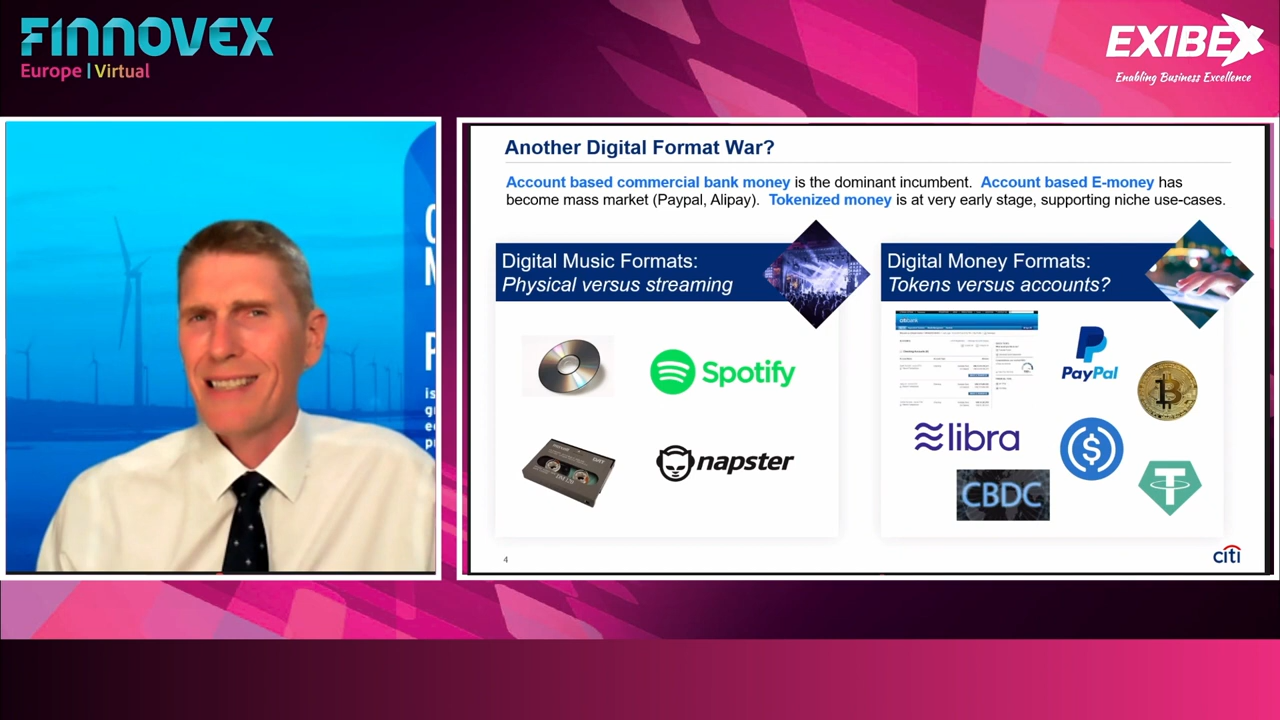 FINNOVEX
Europe | Virtual
EXIBEX
Enabling Business Excellence
Another Digital Format War?
Account based commercial bank money is the dominant incumbent. Account based E-money has
become mass market (Paypal, Alipay). Tokenized money is at very early stage, supporting niche use-cases.
Digital Music Formats:
Physical versus streaming
Digital Money Formats:
Tokens versus accounts?
Spotify
napster
citibank
PayPal
libra
CBDC
4
citi